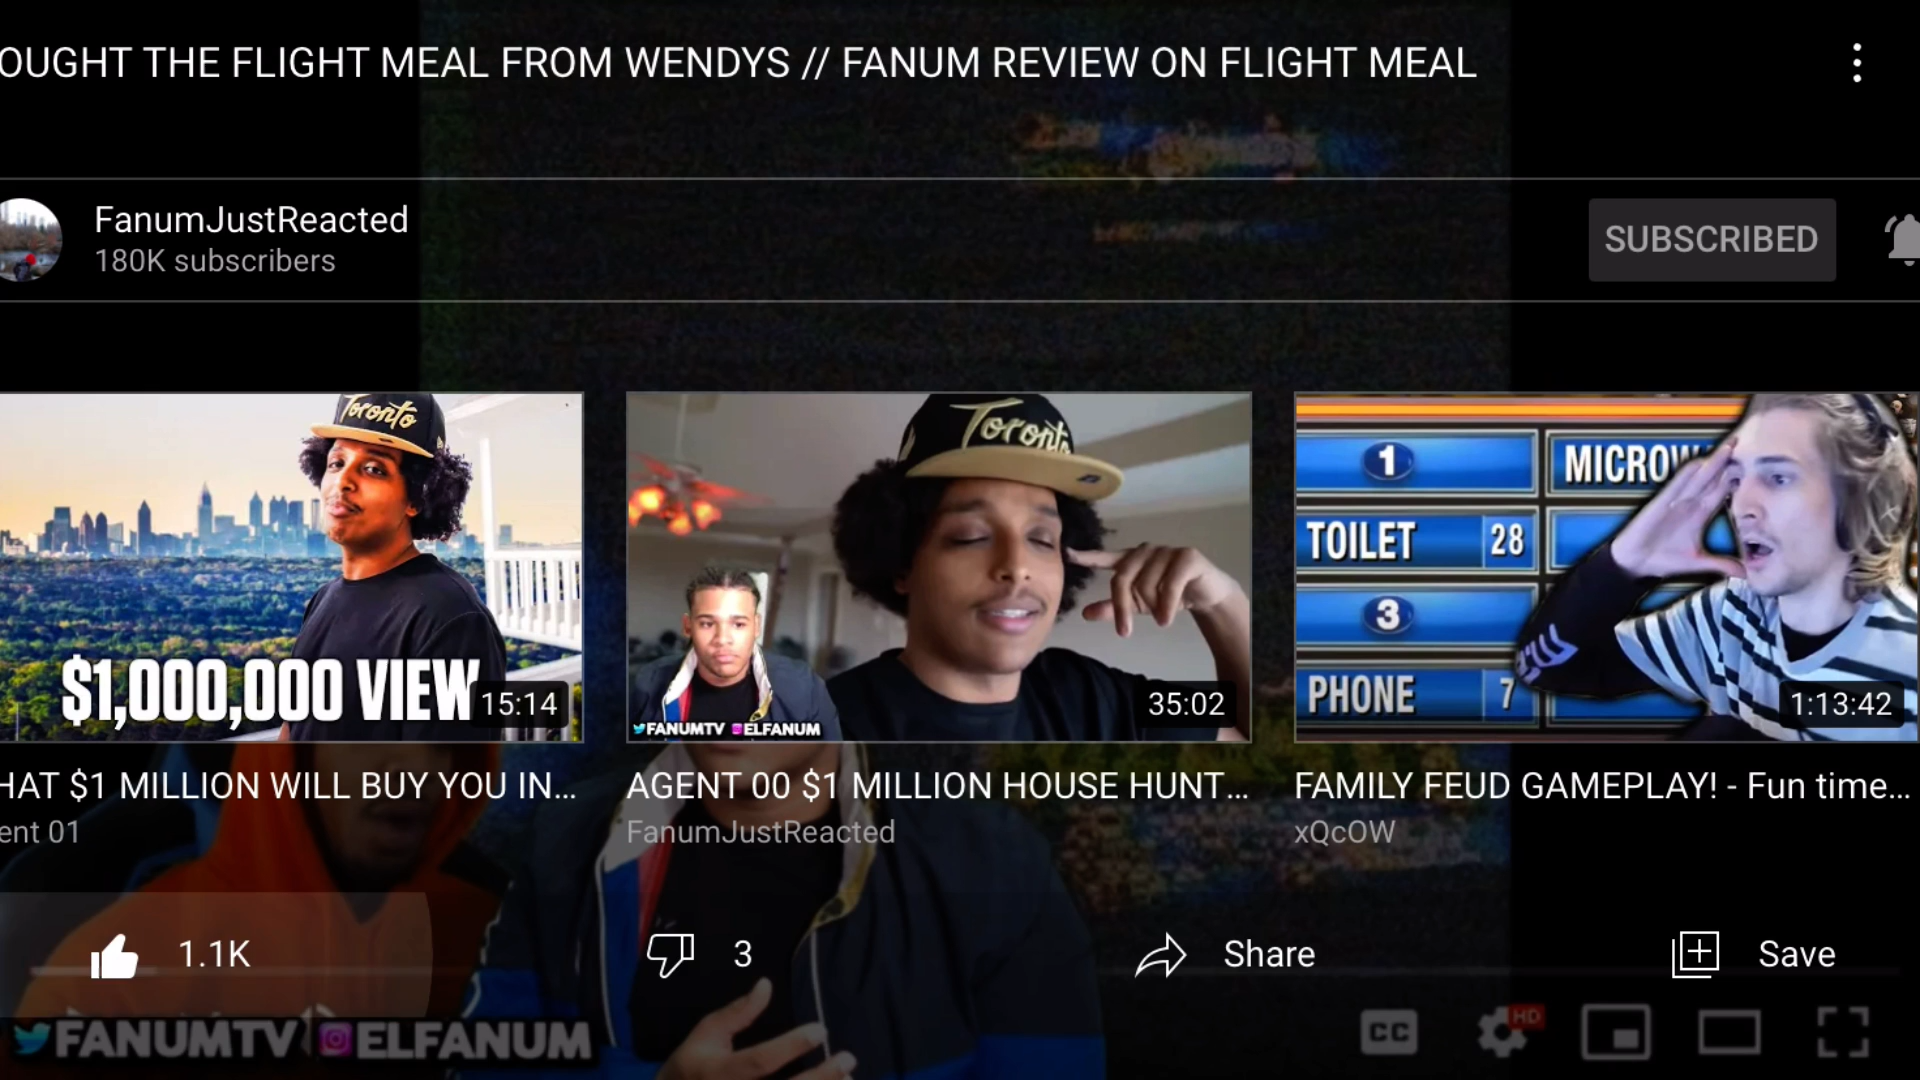 OUGHT THE FLIGHT MEAL FROM WENDYS // FANUM REVIEW ON FLIGHT MEAL
FanumJustReacted
180K subscribers
SUBSCRIBED
Toronto
$1,000,000 VIEW
15:14
Toronto
FANUMTV ELFANUM
35:02
1 MICROW
TOILET 28
3
PHONE 7
1:13:42
HAT $1 MILLION WILL BUY YOU IN...
ent 01
AGENT 00 $1 MILLION HOUSE HUNT...
FanumJustReacted
FAMILY FEUD GAMEPLAY! - Fun time...
xQcOW
1.1K
3
Share
Save
FANUMTV ELFANUM
CC
HD